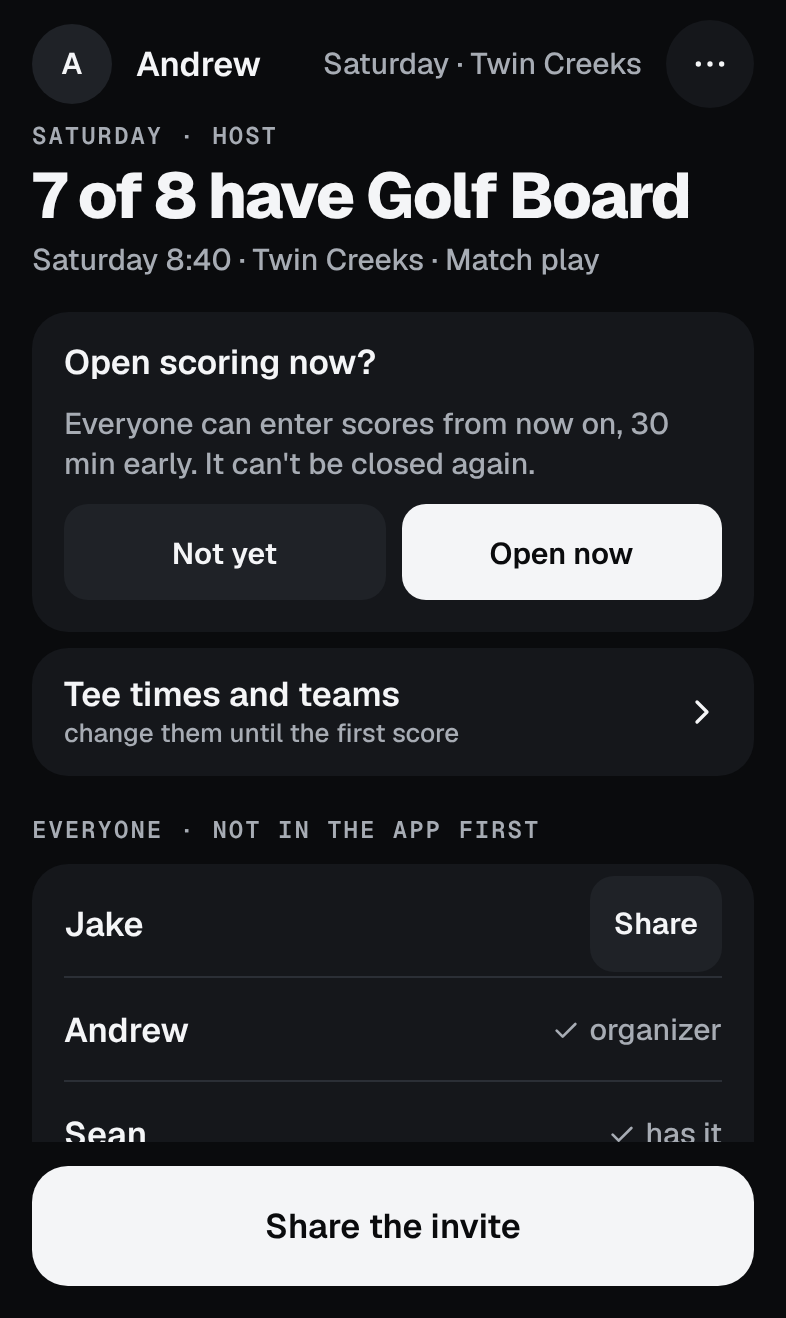 A
Andrew
Saturday · Twin Creeks
SATURDAY · HOST
7 of 8 have Golf Board
Saturday 8:40 · Twin Creeks · Match play
Open scoring now?
Everyone can enter scores from now on, 30
min early. It can't be closed again.
Not yet
Open now
Tee times and teams
change them until the first score
EVERYONE · NOT IN THE APP FIRST
Jake
Share
Andrew
organizer
Sean
has it
Share the invite